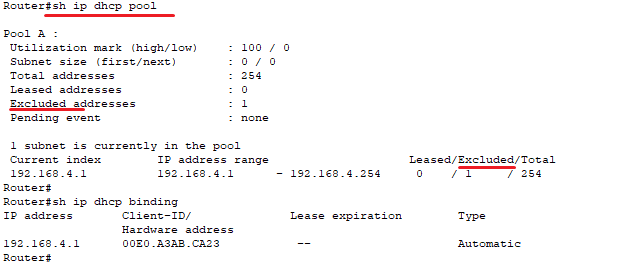 Router#sh ip dhcp pool
Pool A :
Utilization mark (high/low) : 100 / 0
Subnet size (first/next) : 0 / 0
Total addresses : 254
Leased addresses : 0
Excluded addresses : 1
Pending event : none
1 subnet is currently in the pool
Current index IP address range Leased/Excluded/Total
192.168.4.1 192.168.4.1 - 192.168.4.254 0 / 1 / 254
Router#
Router#sh ip dhcp binding
IP address Client-ID/ Lease expiration Type
Hardware address
192.168.4.1 00E0.A3AB.CA23 -- Automatic
Router#